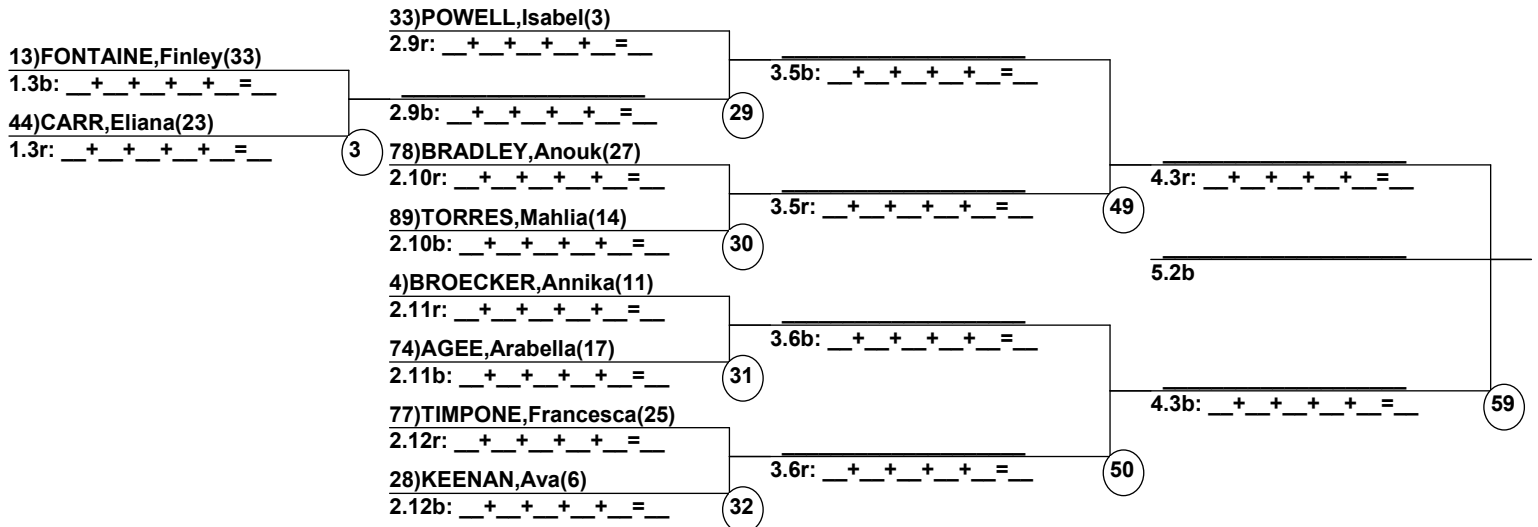 13)FONTAINE,Finley(33)
1.3b: __+__+__+__+__=__
44)CARR,Eliana(23)
1.3r: __+__+__+__+__=__
3
33)POWELL,Isabel(3)
2.9r: __+__+__+__+__=__
2.9b: __+__+__+__+__=__
29
78)BRADLEY,Anouk(27)
2.10r: __+__+__+__+__=__
89)TORRES,Mahlia(14)
2.10b: __+__+__+__+__=__
30
4)BROECKER,Annika(11)
2.11r: __+__+__+__+__=__
74)AGEE,Arabella(17)
2.11b: __+__+__+__+__=__
31
77)TIMPONE,Francesca(25)
2.12r: __+__+__+__+__=__
28)KEENAN,Ava(6)
2.12b: __+__+__+__+__=__
32
3.5b: __+__+__+__+__=__
3.5r: __+__+__+__+__=__
49
3.6b: __+__+__+__+__=__
3.6r: __+__+__+__+__=__
50
4.3r: __+__+__+__+__=__
5.2b
4.3b: __+__+__+__+__=__
59